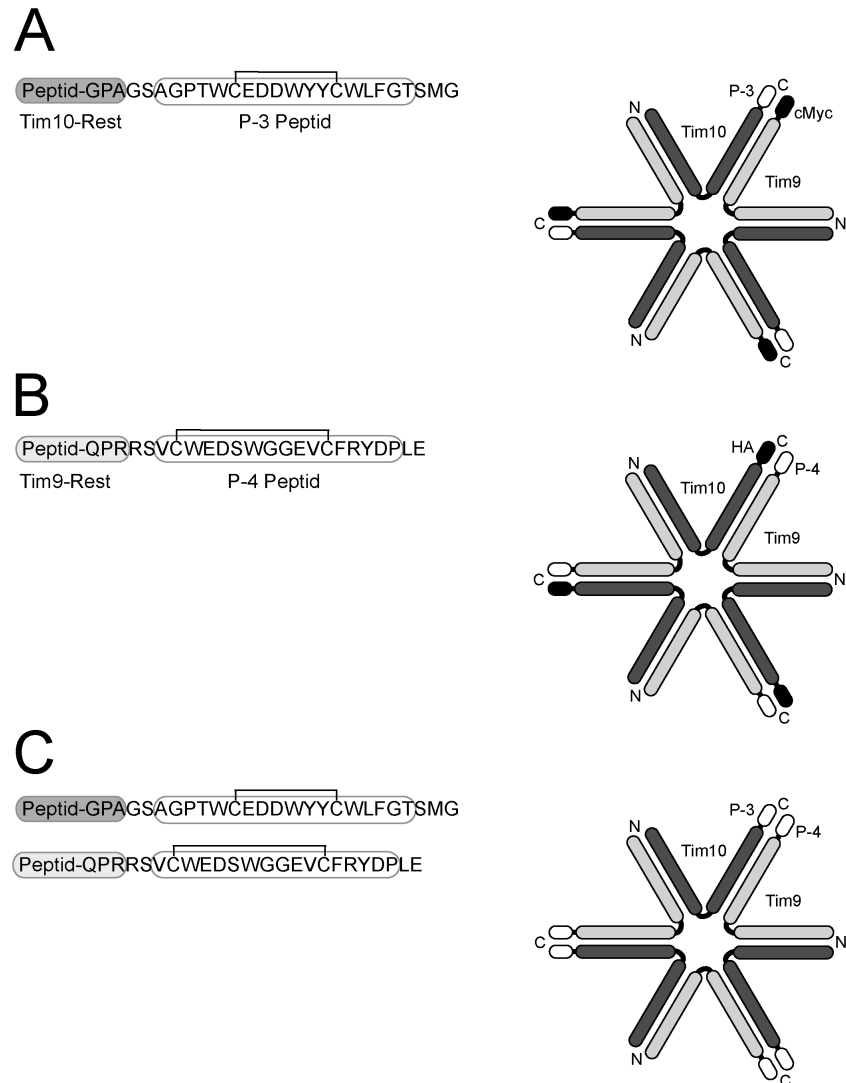 A
Peptid-GPAGSAGPTWCEDDWYYCWLFGTSMG
Tim10-Rest P-3 Peptid
P-3 C
cMyc
N
Tim10
Tim9
C
N
N
C
B
Peptid-QPRRSVCWEDSWGGEVCFRYDPLE
Tim9-Rest P-4 Peptid
HA C
P-4
N
Tim10
Tim9
C
N
N
C
C
Peptid-GPAGSAGPTWCEDDWYYCWLFGTSMG
Peptid-QPRRSVCWEDSWGGEVCFRYDPLE
P-3 C
P-4
N
Tim10
Tim9
C
N
N
C